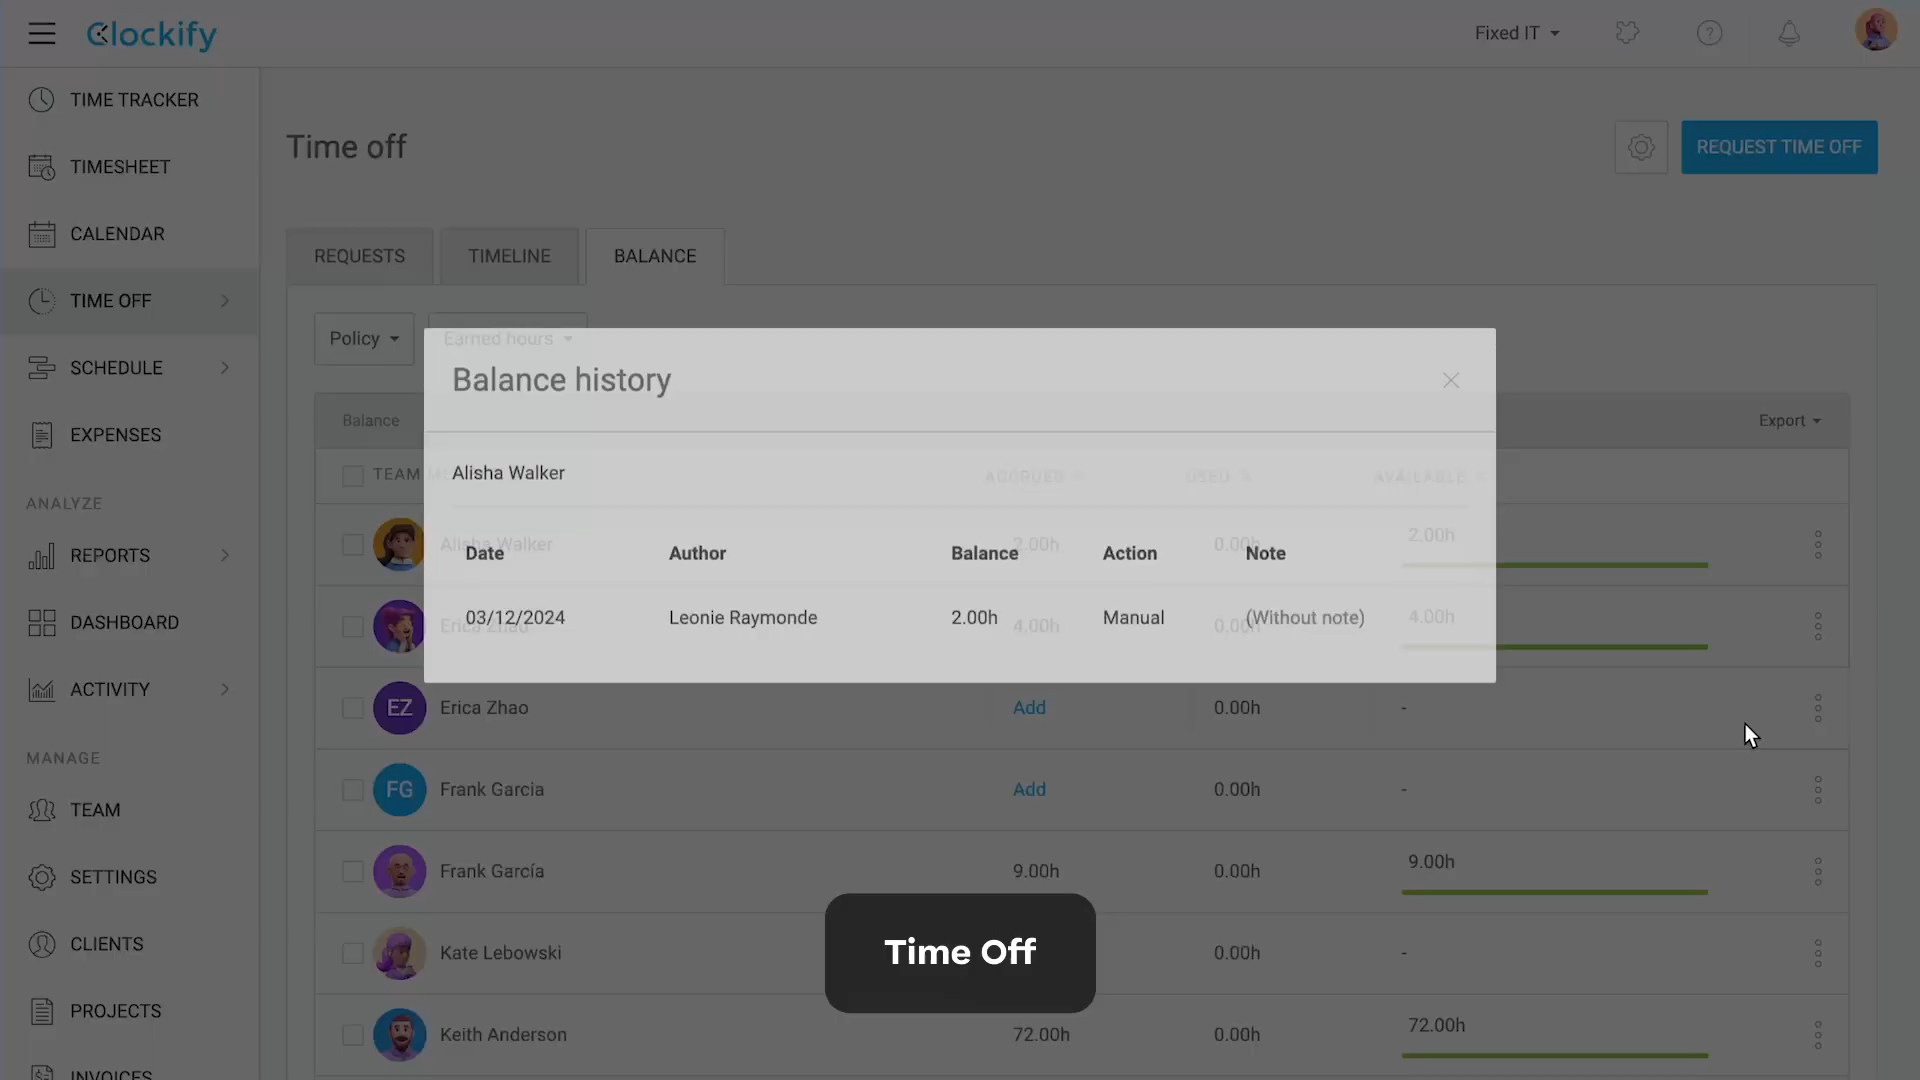 Clockify
Fixed IT
TIME TRACKER
TIMESHEET
CALENDAR
TIME OFF
SCHEDULE
EXPENSES
ANALYZE
REPORTS
DASHBOARD
ACTIVITY
MANAGE
TEAM
SETTINGS
CLIENTS
PROJECTS
INVOICES
Time off
REQUEST TIME OFF
REQUESTS
TIMELINE
BALANCE
Policy
Earned hours
Balance history
Balance
Export
Alisha Walker
TEAM
ACCRUED
USED
AVAILABLE
Alisha Walker 2.00h 0.00h 2.00h
Date Author Balance Action Note
03/12/2024 Leonie Raymonde 2.00h Manual (Without note)
Erica Zhao 4.00h 0.00h 4.00h
EZ Erica Zhao Add 0.00h -
FG Frank Garcia Add 0.00h -
Frank García 9.00h 0.00h 9.00h
Kate Lebowski 0.00h -
Time Off
Keith Anderson 72.00h 0.00h 72.00h